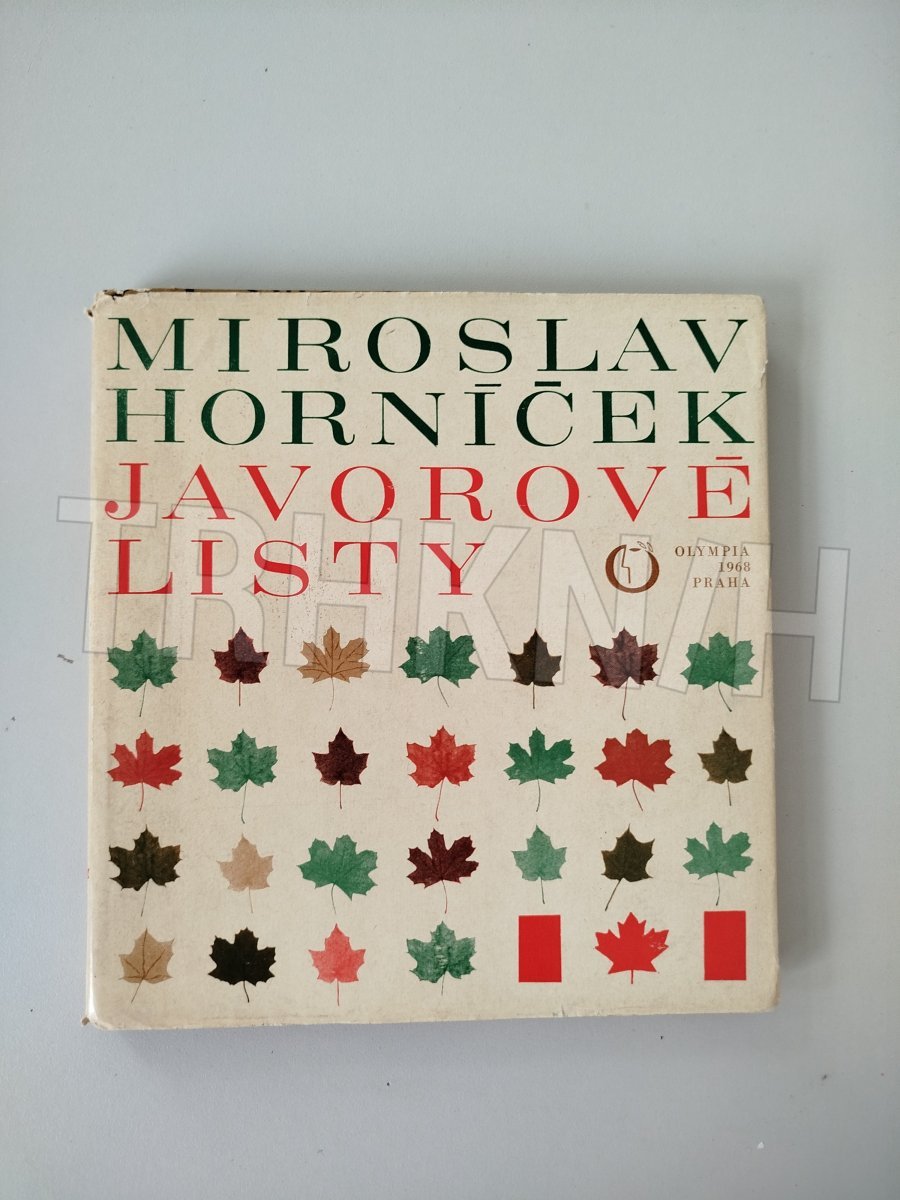 MIROSLAV
HORNÍČEK
JAVOROVÉ
LISTY
OLYMPIA
1968
PRAHA
TRHKNIH